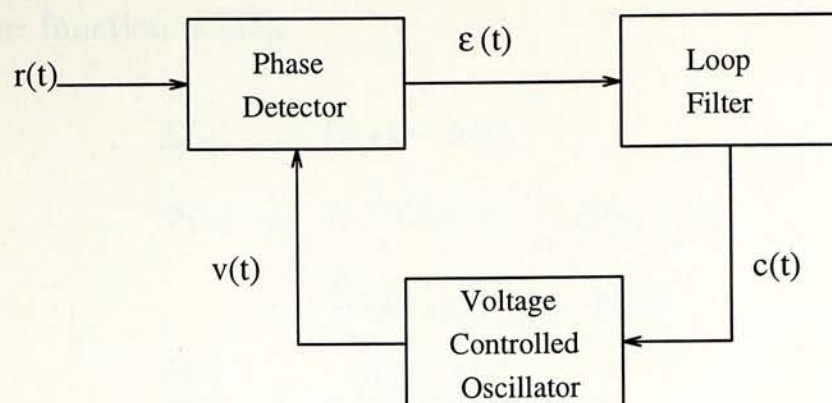 r(t)
Phase
Detector
ε(t)
Loop
Filter
v(t)
c(t)
Voltage
Controlled
Oscillator